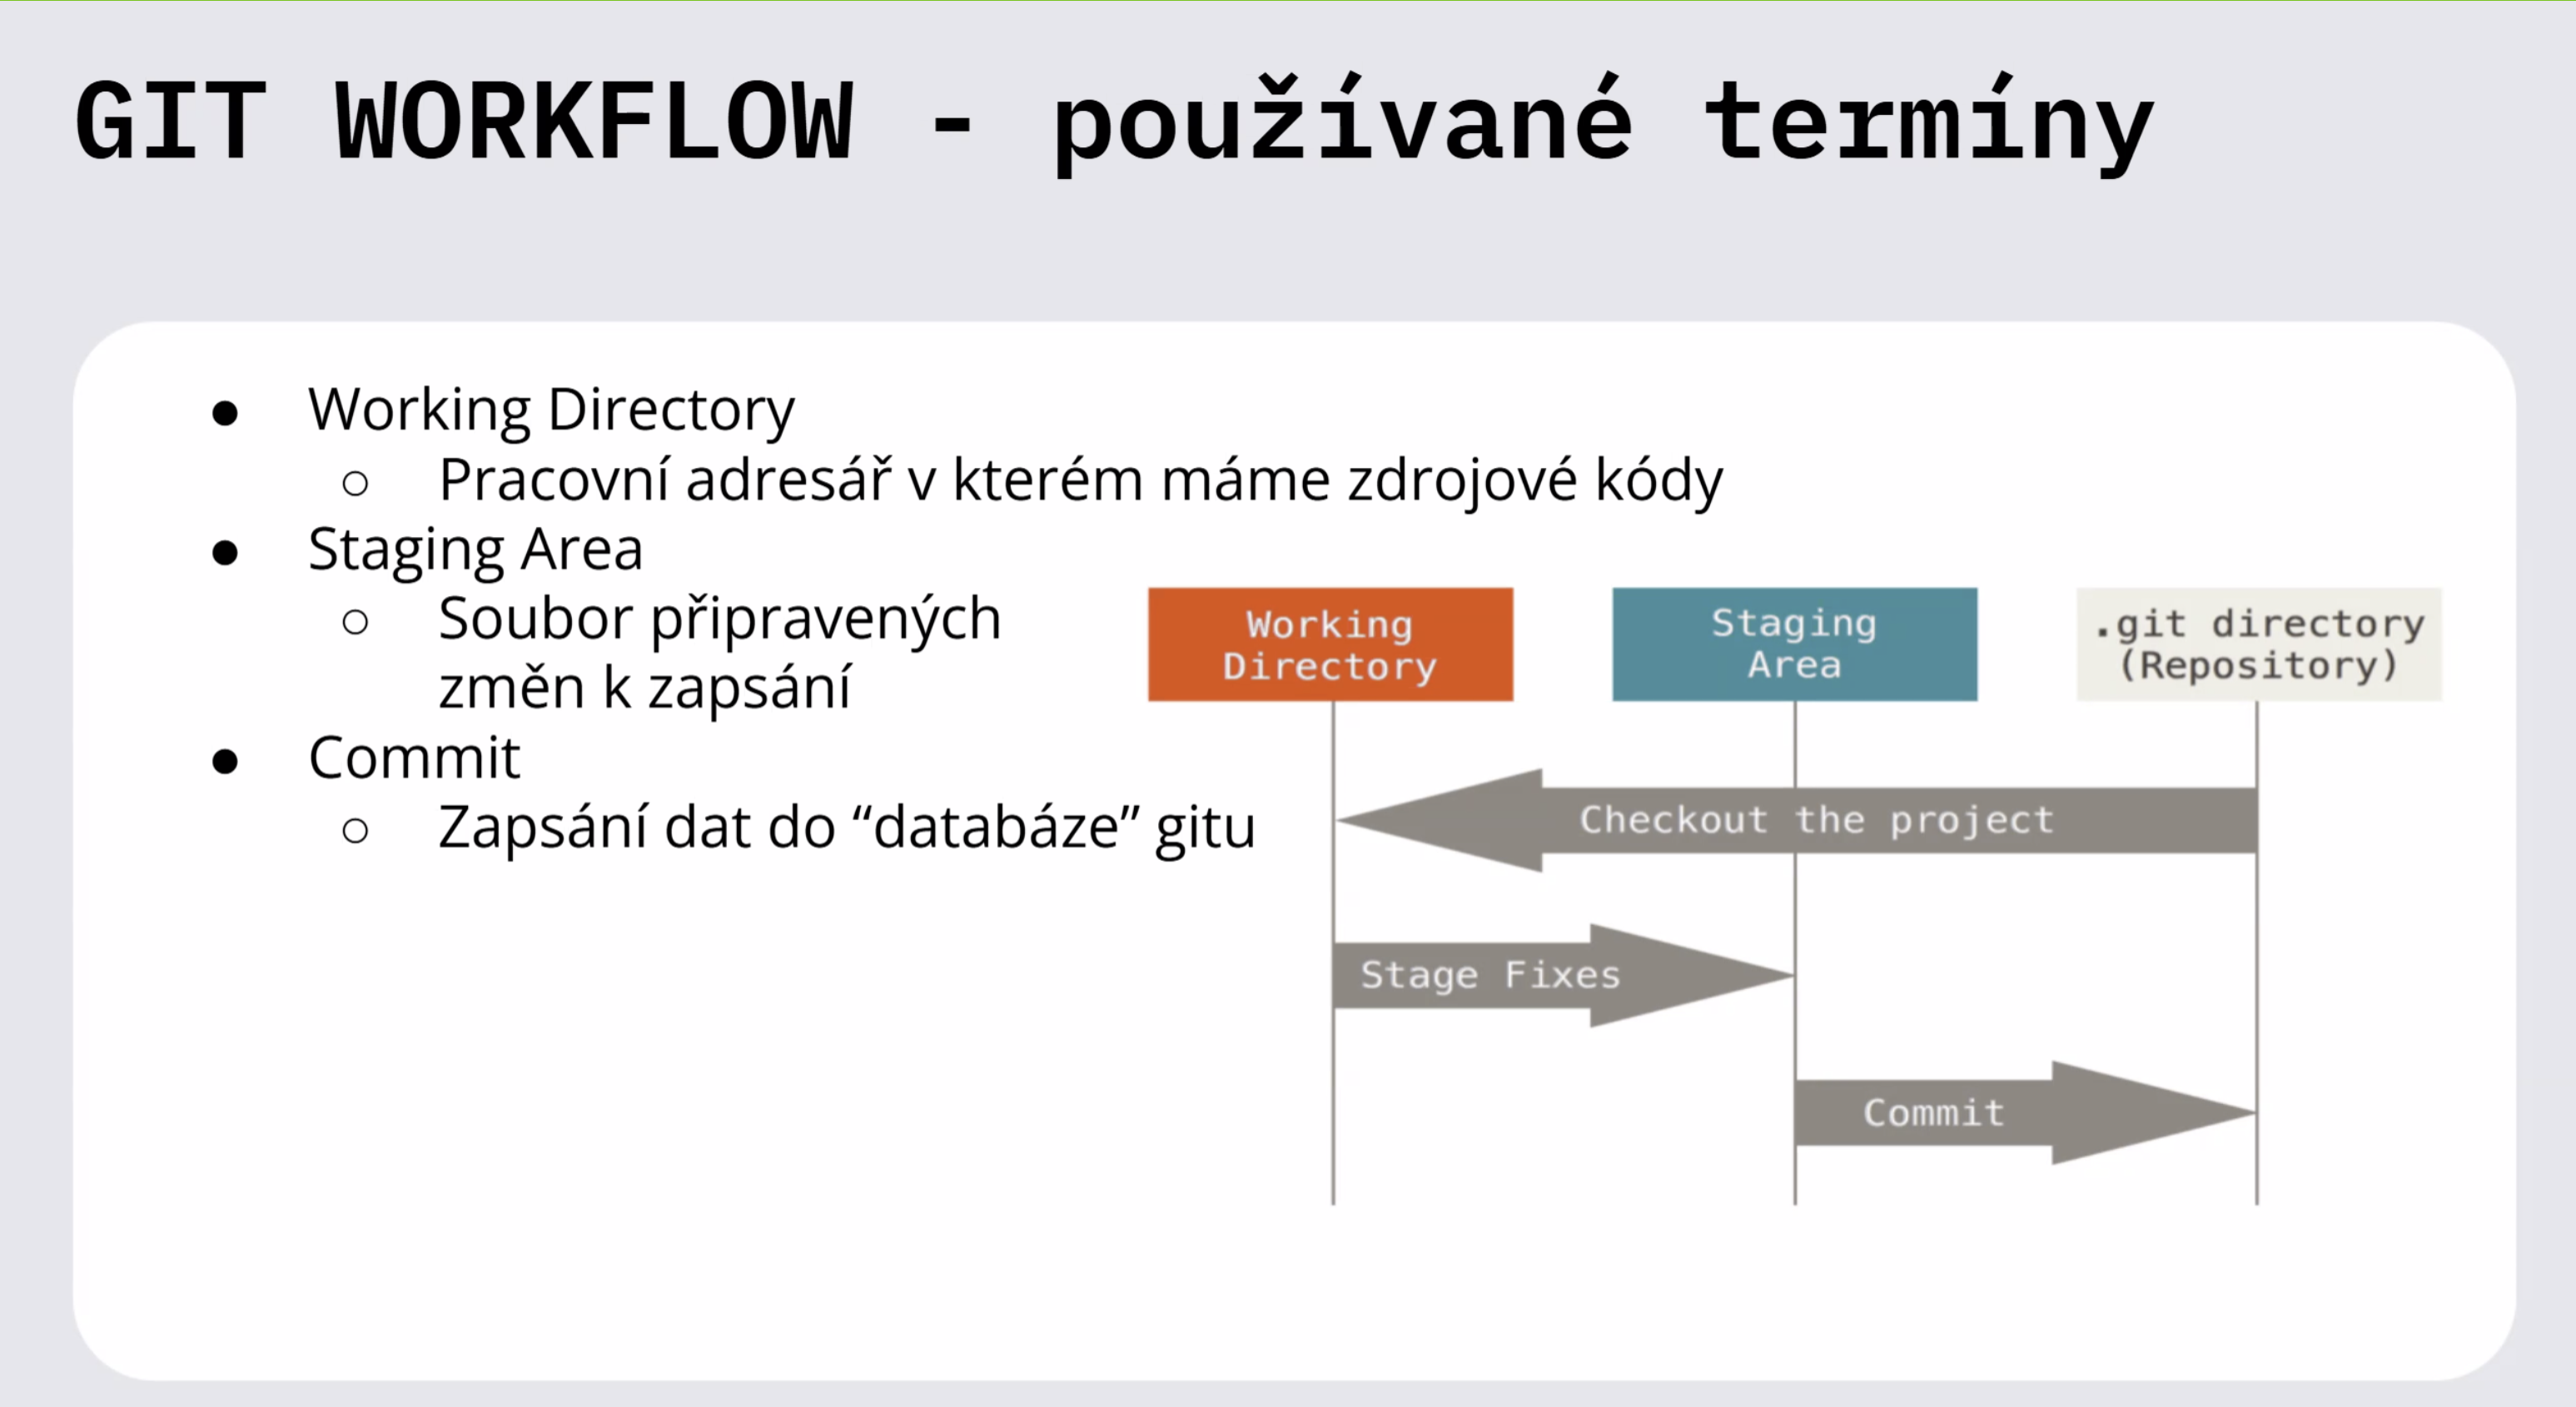 GIT WORKFLOW - používané termíny
● Working Directory
○ Pracovní adresář v kterém máme zdrojové kódy
● Staging Area
○ Soubor připravených
změn k zapsání
● Commit
○ Zapsání dat do “databáze” gitu
Working
Directory
Staging
Area
.git directory
(Repository)
Checkout the project
Stage Fixes
Commit